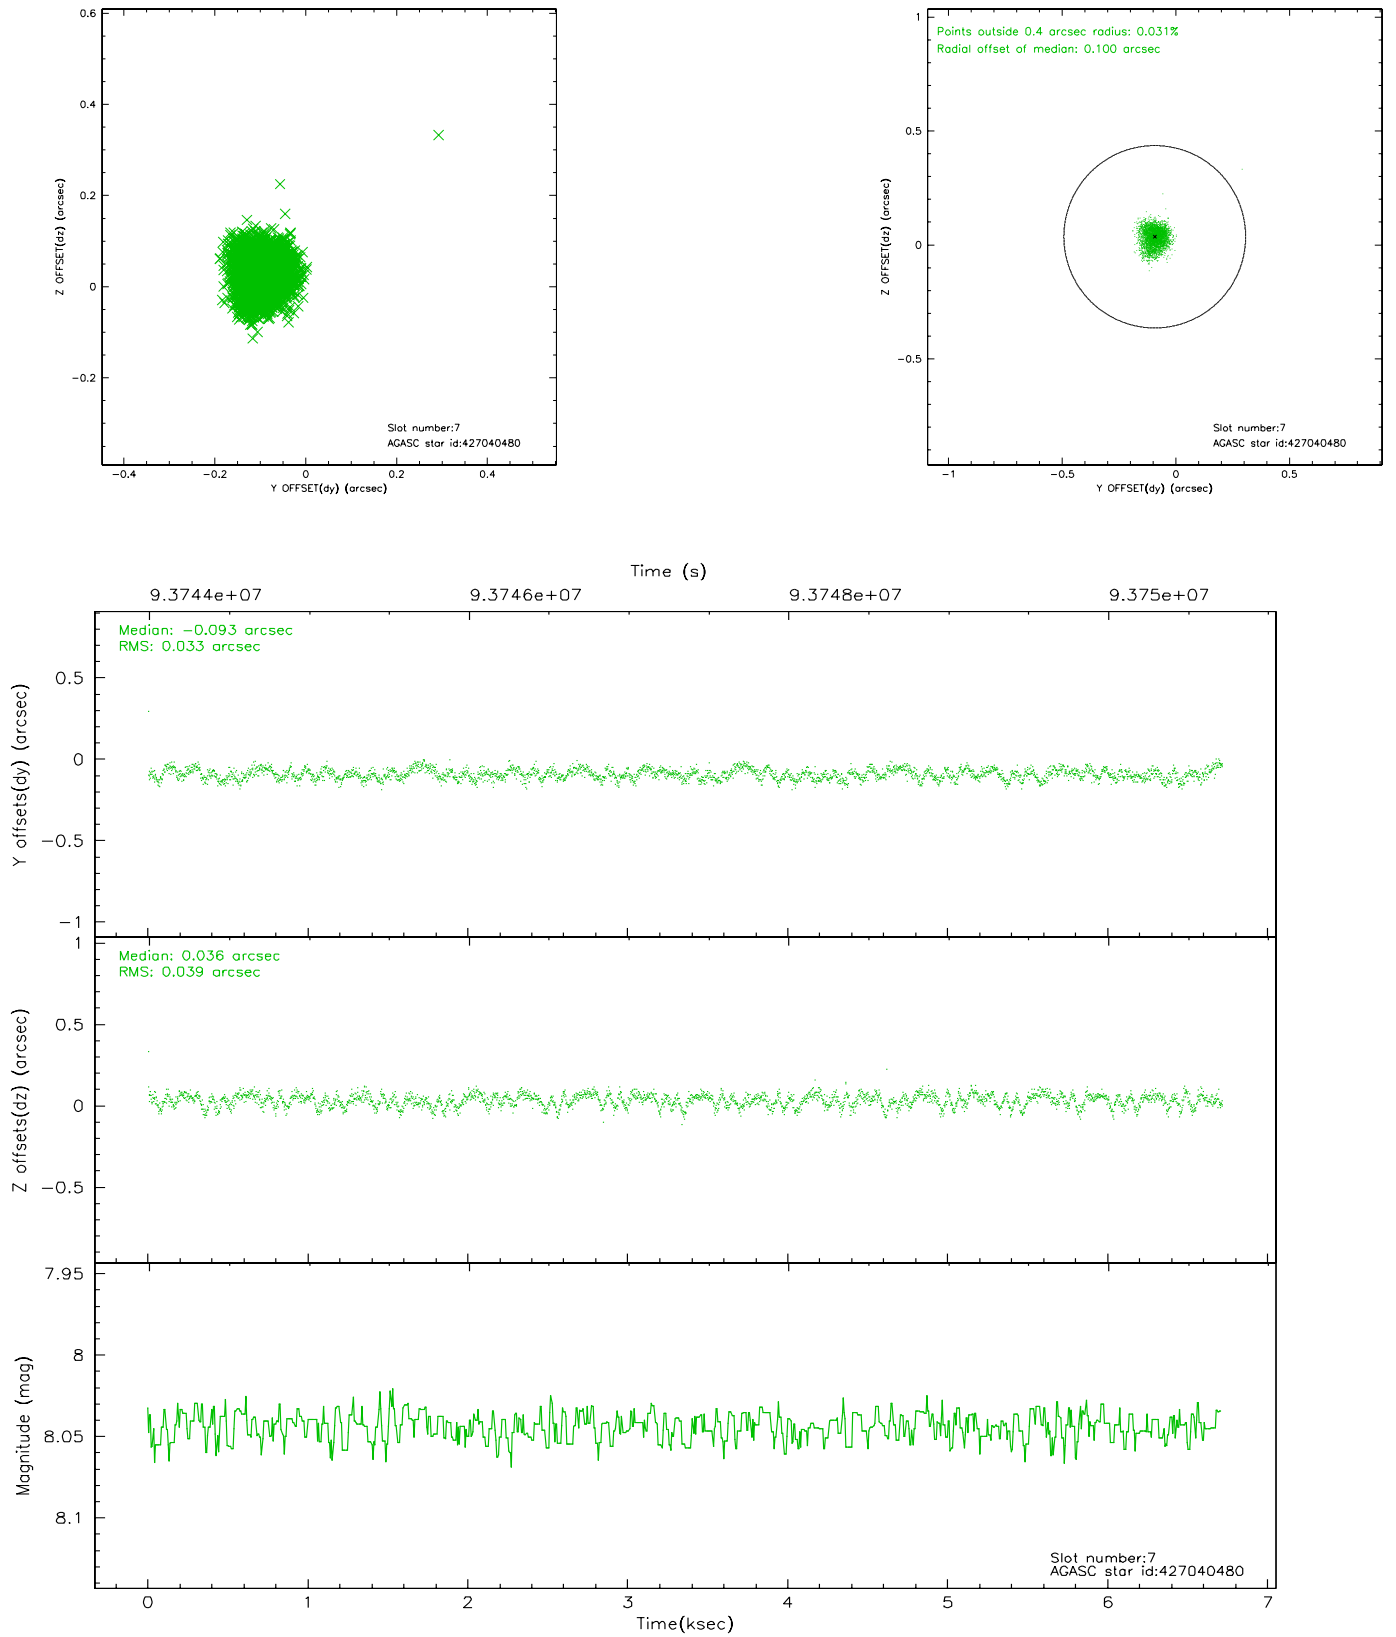 0.6
0.4
0.2
0
−0.2
Z OFFSET(dz) (arcsec)
Slot number:7
AGASC star id:427040480
−0.4 −0.2 0 0.2 0.4
Y OFFSET(dy) (arcsec)
Points outside 0.4 arcsec radius: 0.031%
Radial offset of median: 0.100 arcsec
1
0.5
0
−0.5
Z OFFSET(dz) (arcsec)
Slot number:7
AGASC star id:427040480
−1 −0.5 0 0.5
Y OFFSET(dy) (arcsec)
Time (s)
9.3744e+07 9.3746e+07 9.3748e+07 9.375e+07
Median: −0.093 arcsec
RMS: 0.033 arcsec
0.5
0
−0.5
−1
Y offsets(dy) (arcsec)
Median: 0.036 arcsec
RMS: 0.039 arcsec
1
0.5
0
−0.5
Z offsets(dz) (arcsec)
7.95
8
8.05
8.1
Magnitude (mag)
Slot number:7
AGASC star id:427040480
0 1 2 3 4 5 6 7
Time(ksec)